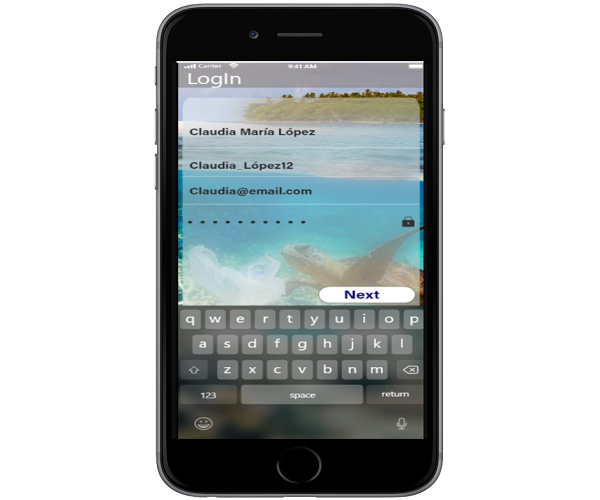 Carrier 9:41 AM
LogIn
Claudia María López
Claudia_López12
Claudia@email.com
• • • • • • • • • •
Next
q w e r t y u i o p
a s d f g h j k l
z x c v b n m
123 space return